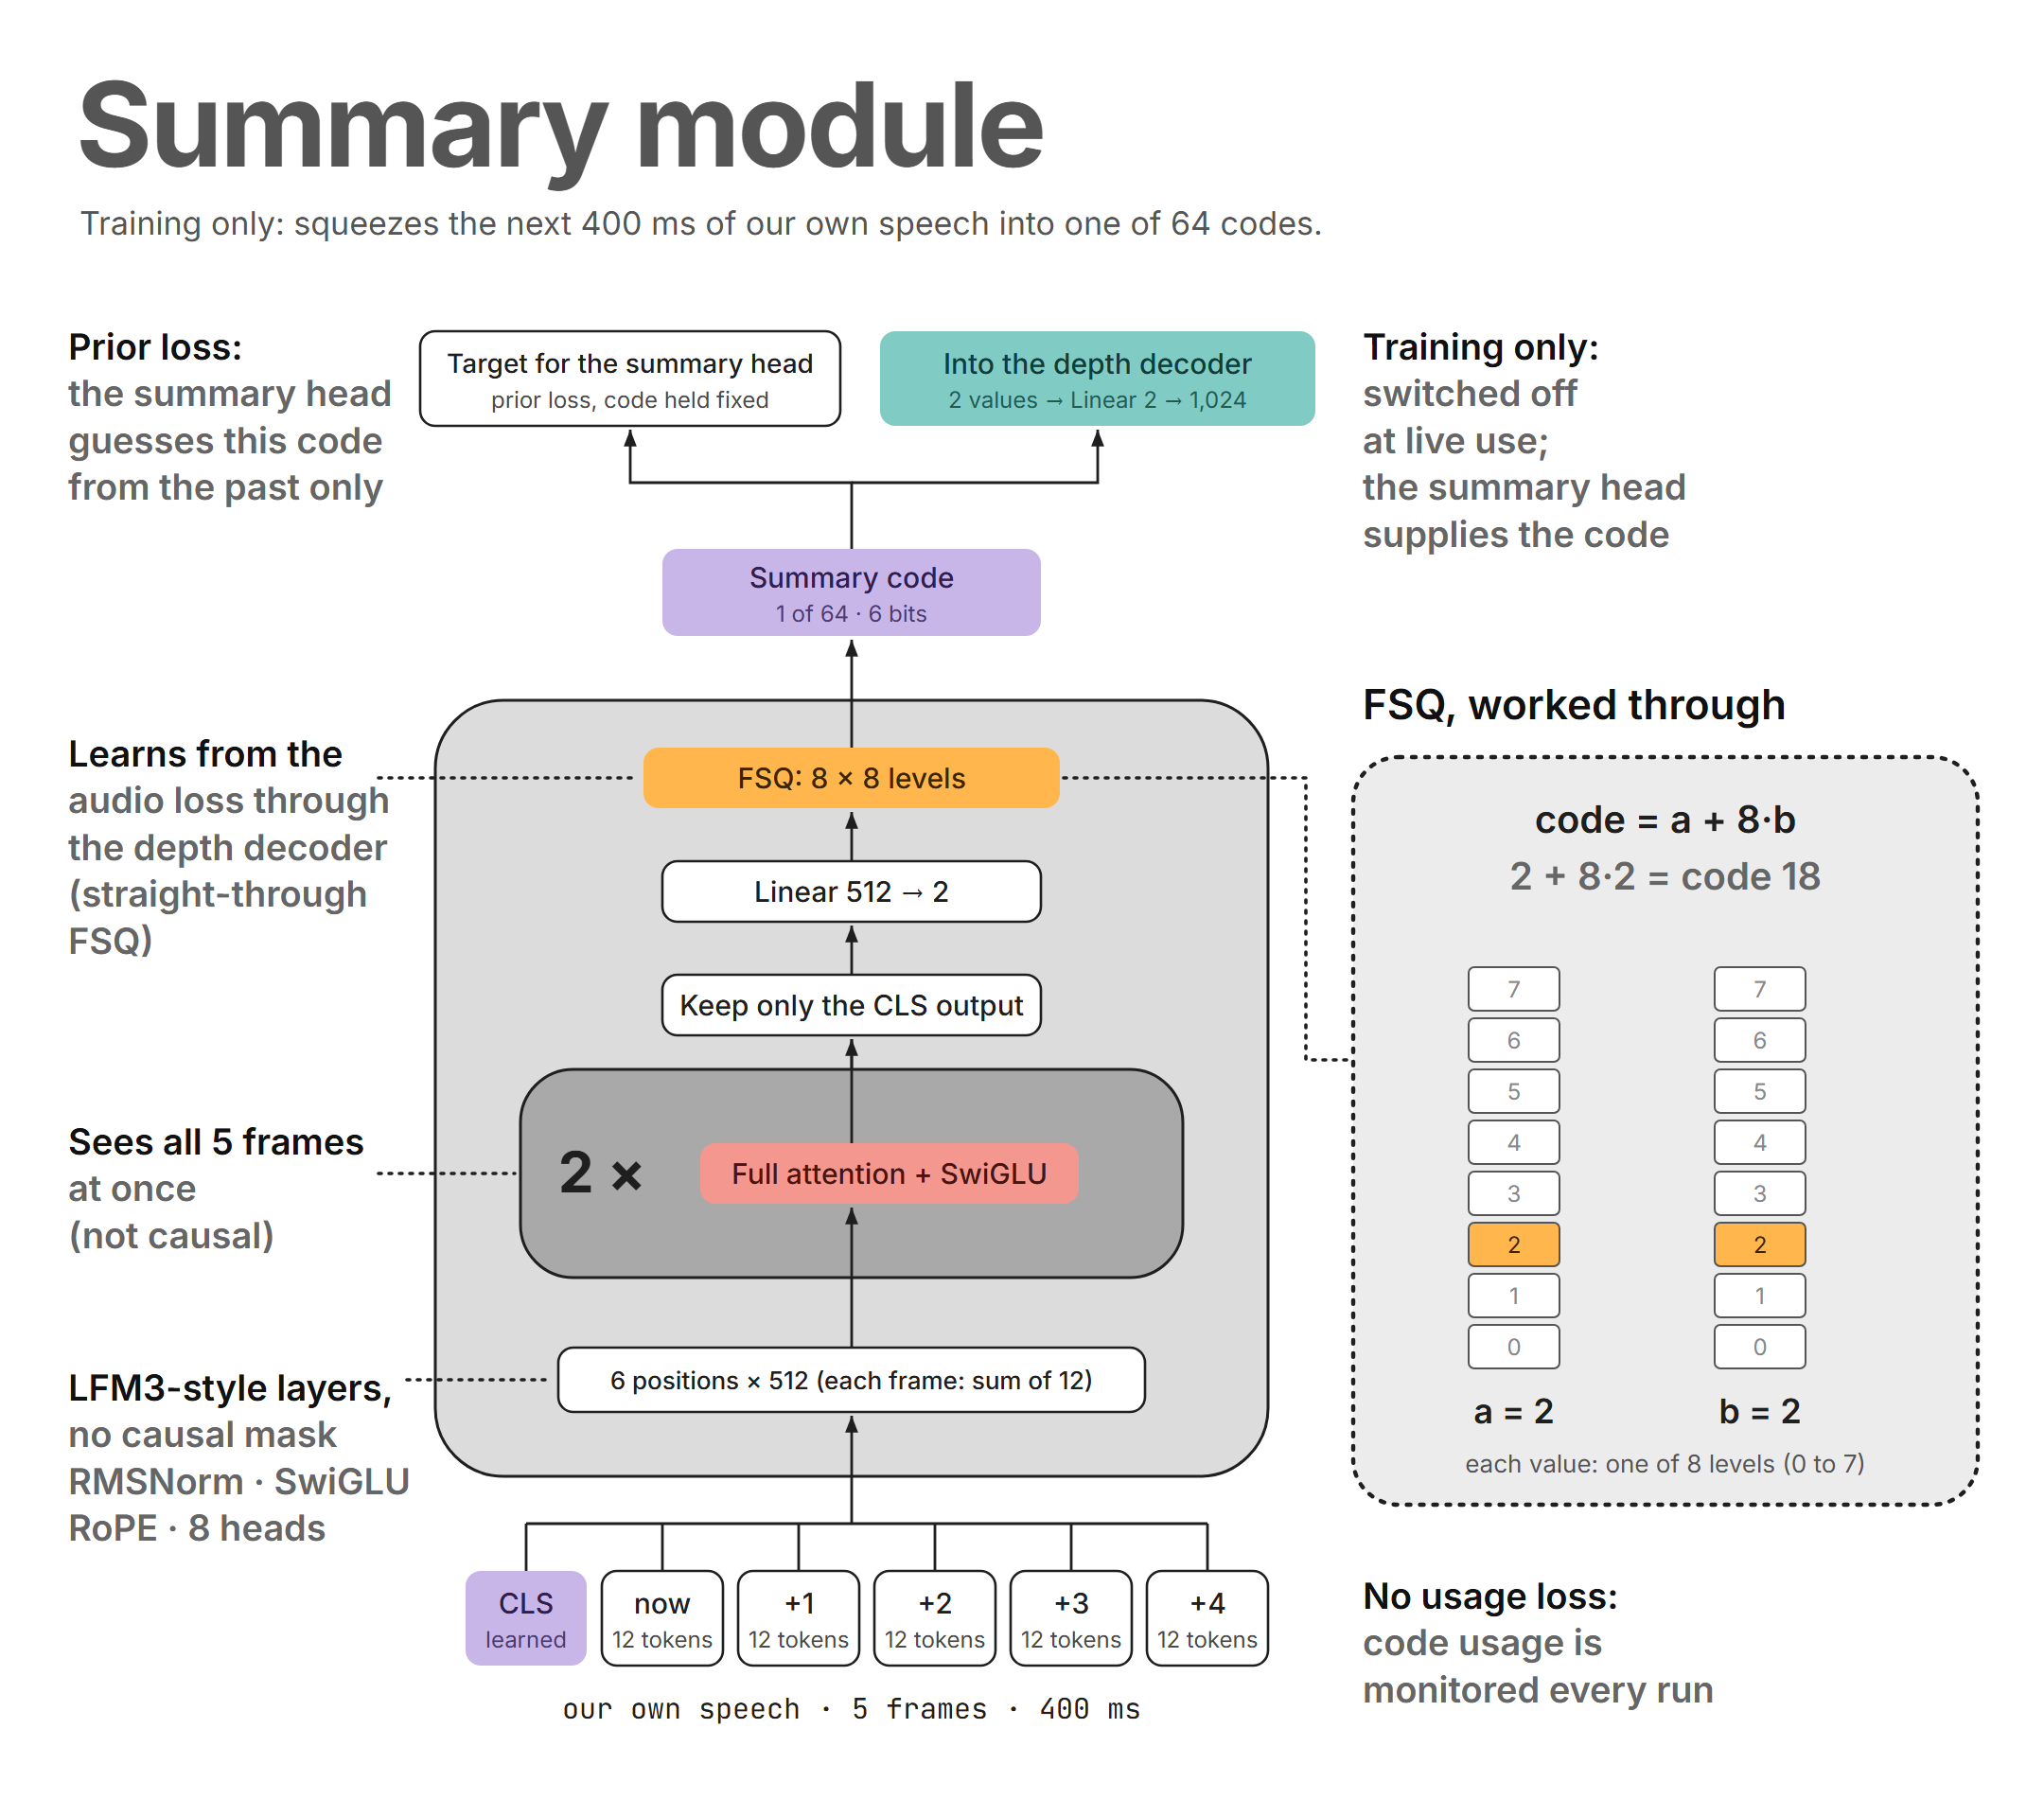 Summary module
Training only: squeezes the next 400 ms of our own speech into one of 64 codes.
Prior loss:
the summary head
guesses this code
from the past only
Target for the summary head
prior loss, code held fixed
Into the depth decoder
2 values → Linear 2 → 1,024
Training only:
switched off
at live use;
the summary head
supplies the code
Summary code
1 of 64 · 6 bits
Learns from the
audio loss through
the depth decoder
(straight-through
FSQ)
FSQ: 8 × 8 levels
Linear 512 → 2
Keep only the CLS output
Sees all 5 frames
at once
(not causal)
2 ×
Full attention + SwiGLU
LFM3-style layers,
no causal mask
RMSNorm · SwiGLU
RoPE · 8 heads
6 positions × 512 (each frame: sum of 12)
FSQ, worked through
code = a + 8·b
2 + 8·2 = code 18
7 7
6 6
5 5
4 4
3 3
2 2
1 1
0 0
a = 2 b = 2
each value: one of 8 levels (0 to 7)
CLS now +1 +2 +3 +4
learned 12 tokens 12 tokens 12 tokens 12 tokens 12 tokens
our own speech · 5 frames · 400 ms
No usage loss:
code usage is
monitored every run